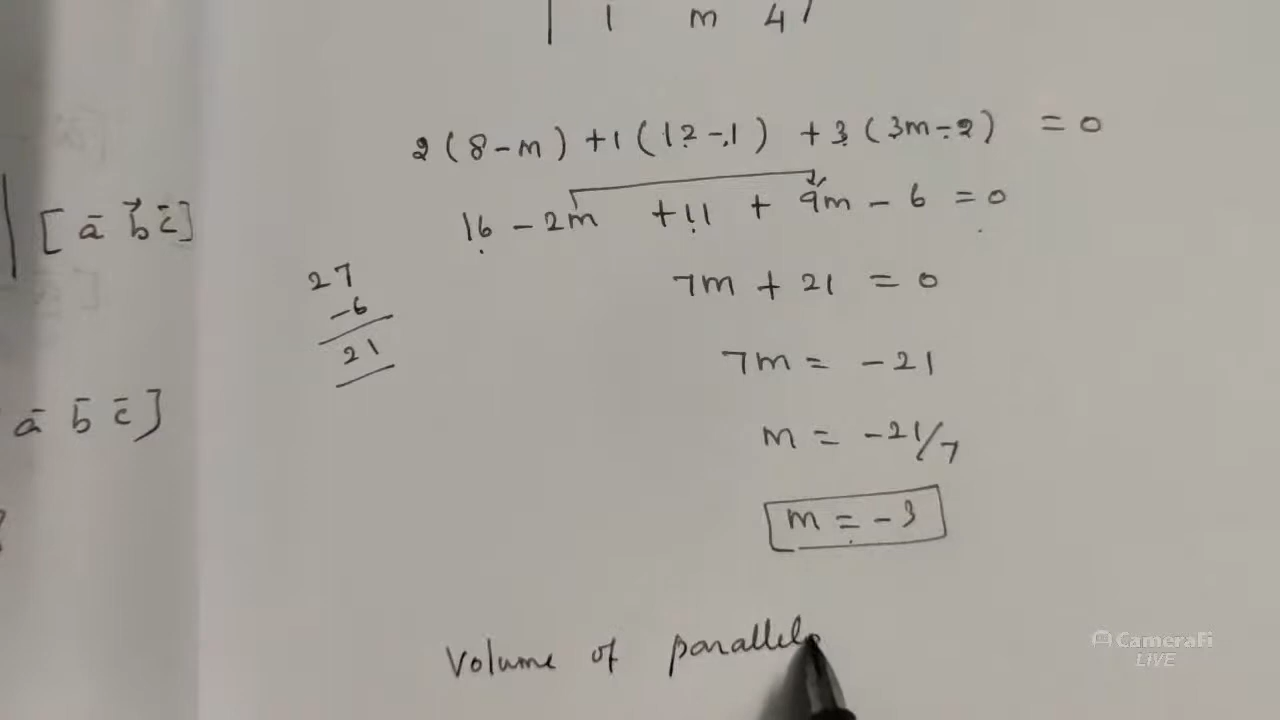 | 1 m 4 /
2 ( 8 - m ) + 1 ( 12 - 1 ) + 3 ( 3m - 2 ) = 0
16 - 2m + 11 + 9m - 6 = 0
[ a̅ b⃗ c̅ ]
27
- 6
21
7m + 21 = 0
7m = - 21
a̅ b̅ c̅ ]
m = - 21/7
m = - 3
Volume of parallel
CameraFi
LIVE